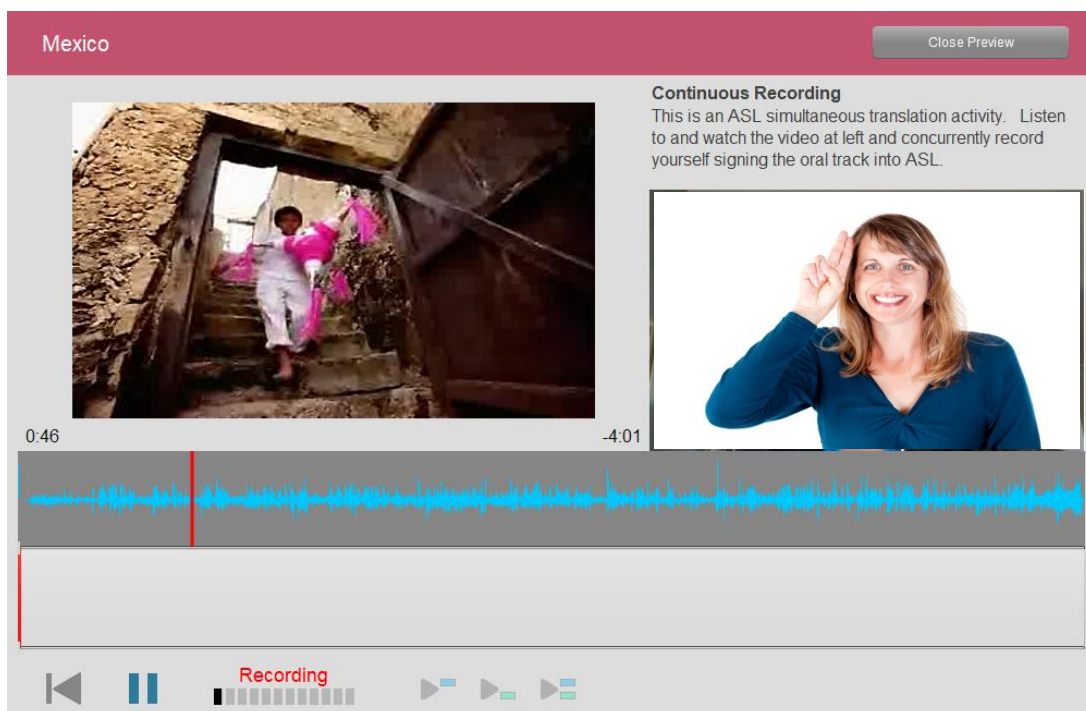 Mexico
Close Preview
Continuous Recording
This is an ASL simultaneous translation activity. Listen
to and watch the video at left and concurrently record
yourself signing the oral track into ASL.
0:46
-4:01
Recording